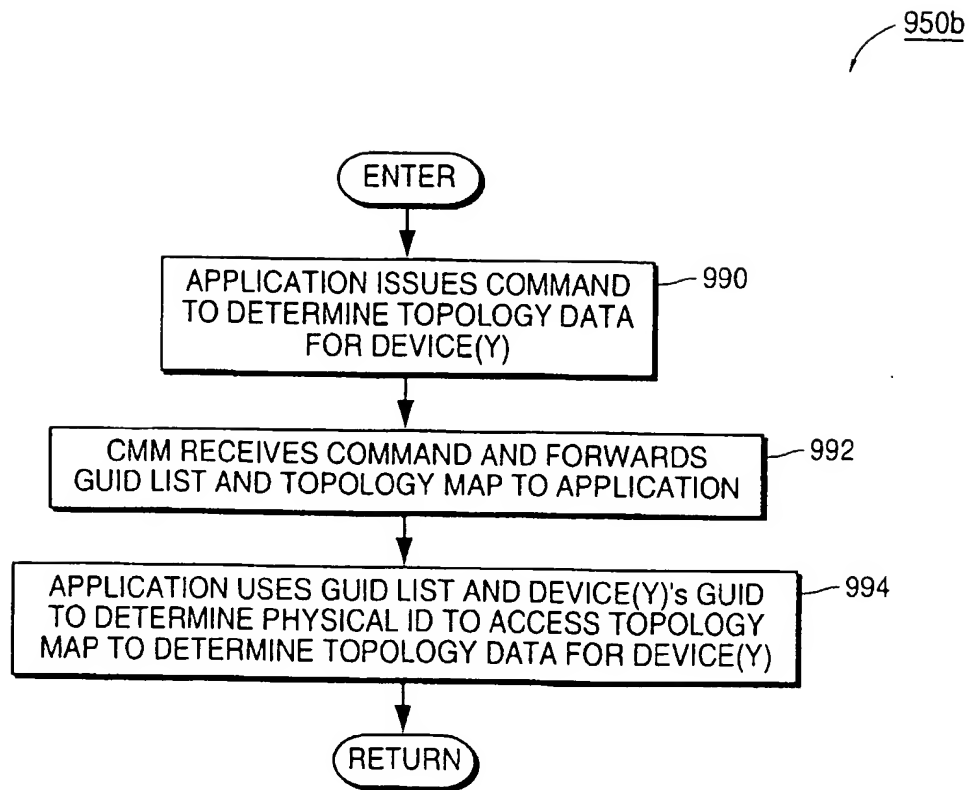 950b
ENTER
APPLICATION ISSUES COMMAND
TO DETERMINE TOPOLOGY DATA
FOR DEVICE(Y)
990
CMM RECEIVES COMMAND AND FORWARDS
GUID LIST AND TOPOLOGY MAP TO APPLICATION
992
APPLICATION USES GUID LIST AND DEVICE(Y)'s GUID
TO DETERMINE PHYSICAL ID TO ACCESS TOPOLOGY
MAP TO DETERMINE TOPOLOGY DATA FOR DEVICE(Y)
994
RETURN